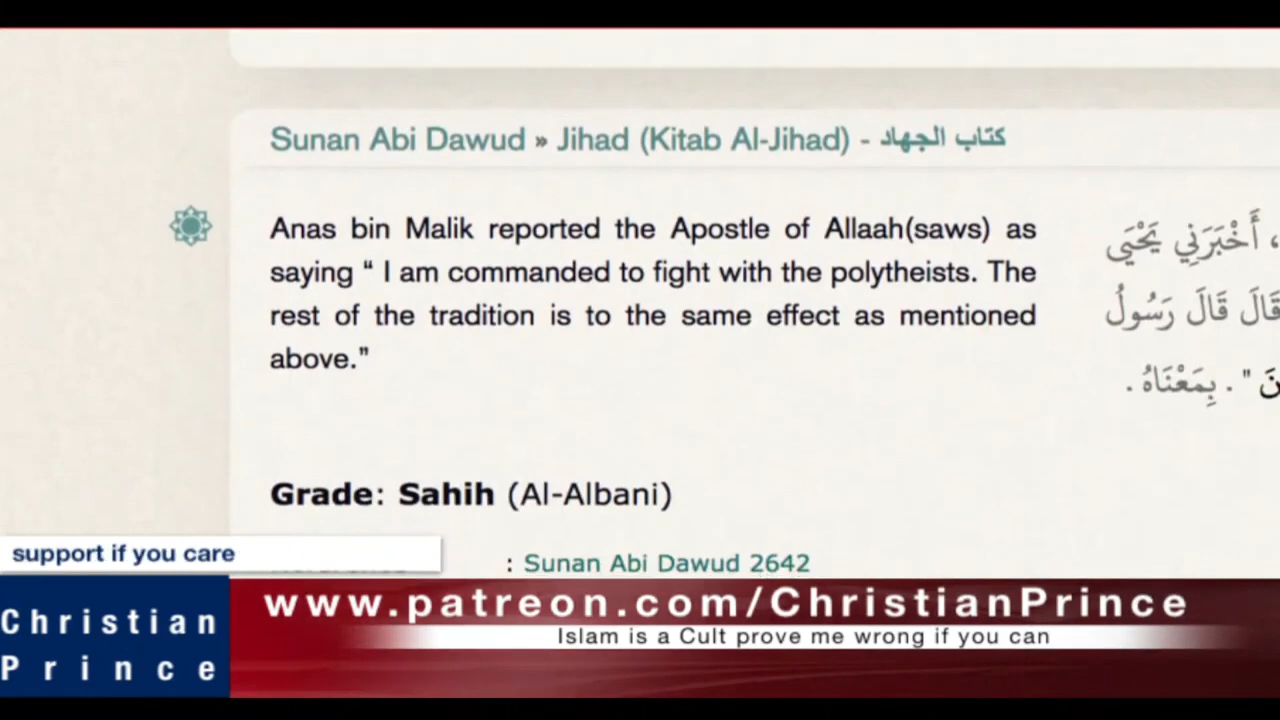 Sunan Abi Dawud » Jihad (Kitab Al-Jihad) - كتاب الجهاد
Anas bin Malik reported the Apostle of Allaah(saws) as
saying “ I am commanded to fight with the polytheists. The
rest of the tradition is to the same effect as mentioned
above.”
، أَخْبَرَنِي يَحْيَى
قَالَ قَالَ رَسُولُ
" . بِمَعْنَاهُ .
Grade: Sahih (Al-Albani)
: Sunan Abi Dawud 2642
support if you care
Christian
Prince
www.patreon.com/ChristianPrince
Islam is a Cult prove me wrong if you can